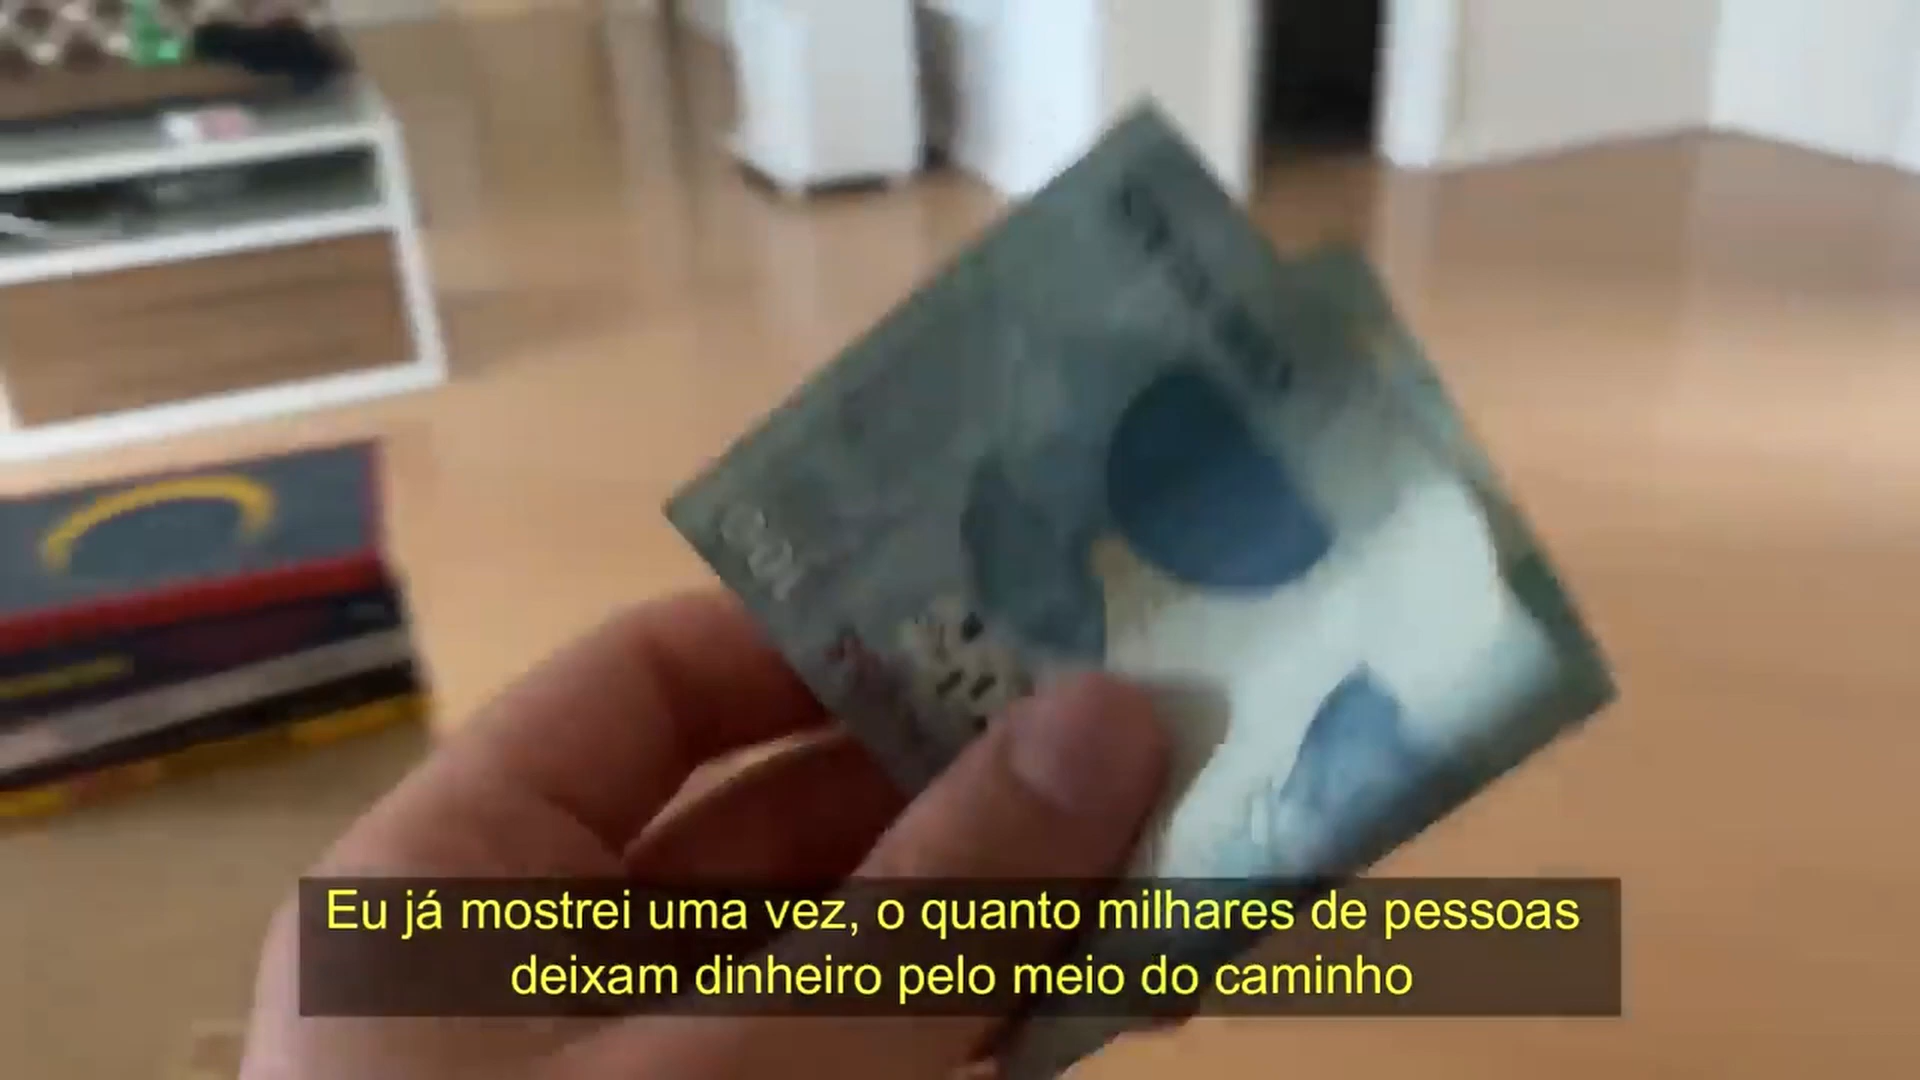 Eu já mostrei uma vez, o quanto milhares de pessoas
deixam dinheiro pelo meio do caminho